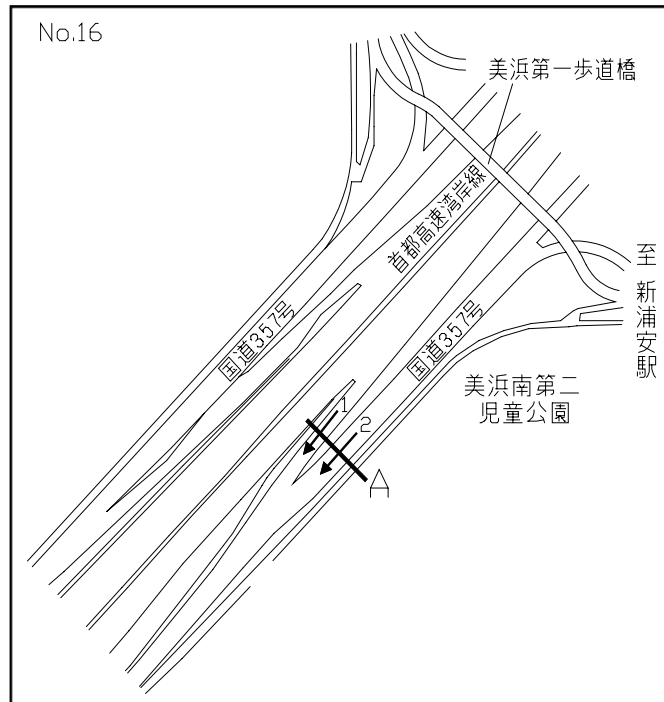 No.16
美浜第一歩道橋
首都高速湾岸線
国道357号
国道357号
至
新浦安駅
美浜南第二
児童公園
1
2
A